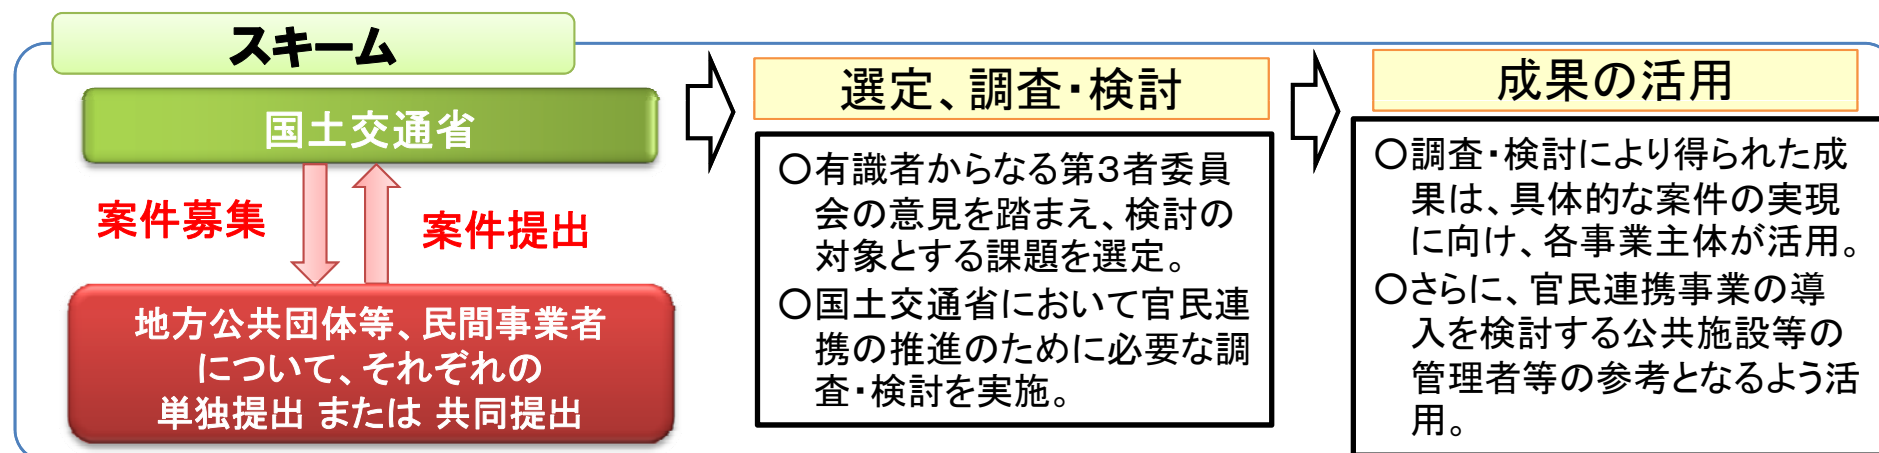 スキーム
国土交通省
案件募集
案件提出
地方公共団体等、民間事業者
について、それぞれの
単独提出 または 共同提出
選定、調査・検討
○有識者からなる第３者委員
会の意見を踏まえ、検討の
対象とする課題を選定。
○国土交通省において官民連
携の推進のために必要な調
査・検討を実施。
成果の活用
○調査・検討により得られた成
果は、具体的な案件の実現
に向け、各事業主体が活用。
○さらに、官民連携事業の導
入を検討する公共施設等の
管理者等の参考となるよう活
用。